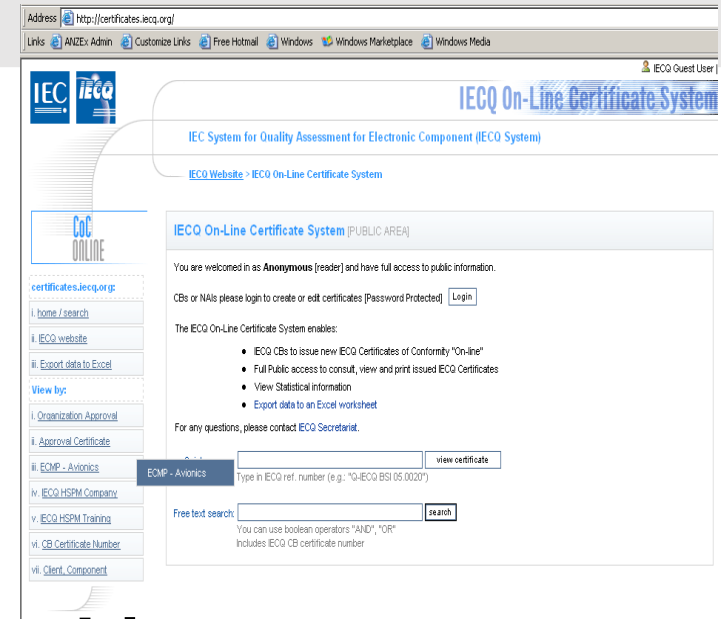 Address http://certificates.iecq.org/
Links ANZEx Admin Customize Links Free Hotmail Windows Windows Marketplace Windows Media
IECQ Guest User |
IEC IECQ
IECQ On-Line Certificate System
IEC System for Quality Assessment for Electronic Component (IECQ System)
IECQ Website > IECQ On-Line Certificate System
CoC
ONLINE
certificates.iecq.org:
i. home / search
ii. IECQ website
iii. Export data to Excel
View by:
i. Organization Approval
ii. Approval Certificate
iii. ECMP - Avionics
iv. IECQ HSPM Company
v. IECQ HSPM Training
vi. CB Certificate Number
vii. Client, Component
ECMP - Avionics
IECQ On-Line Certificate System [PUBLIC AREA]
You are welcomed in as Anonymous [reader] and have full access to public information.
CBs or NAIs please login to create or edit certificates [Password Protected] Login
The IECQ On-Line Certificate System enables:
● IECQ CBs to issue new IECQ Certificates of Conformity "On-line"
● Full Public access to consult, view and print issued IECQ Certificates
● View Statistical information
● Export data to an Excel worksheet
For any questions, please contact IECQ Secretariat.
view certificate
Type in IECQ ref. number (e.g.: "Q-IECQ BSI 05.0020")
Free text search: search
You can use boolean operators "AND", "OR"
Includes IECQ CB certificate number